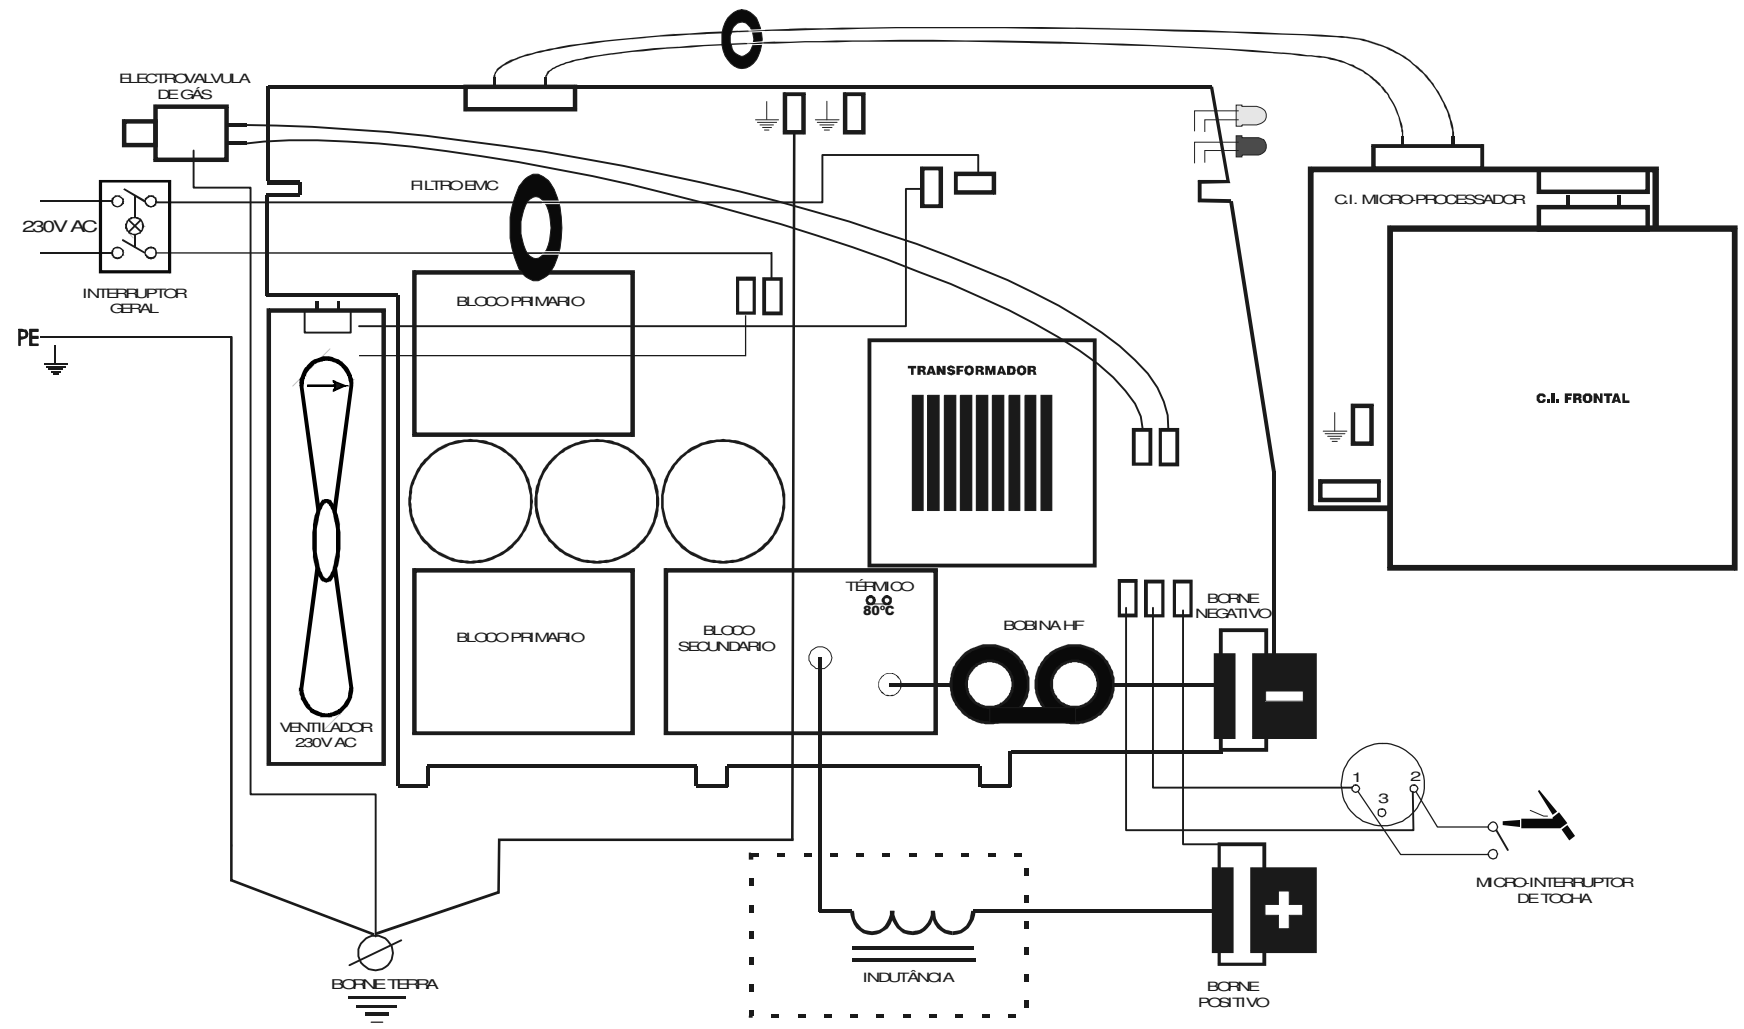 ELECTROVALVULA
DE GÁS
FILTRO EMC
C.I. MICRO-PROCESSADOR
230V AC
INTERRUPTOR
GERAL
BLOCO PRIMARIO
PE
TRANSFORMADOR
C.I. FRONTAL
TÉRMICO
80ºC
BORNE
NEGATIVO
BLOCO PRIMARIO
BLOCO
SECUNDARIO
BOBINA HF
VENTILADOR
230V AC
1
2
3
MICRO-INTERRUPTOR
DE TOCHA
INDUTÂNCIA
BORNE TERRA
BORNE
POSITIVO